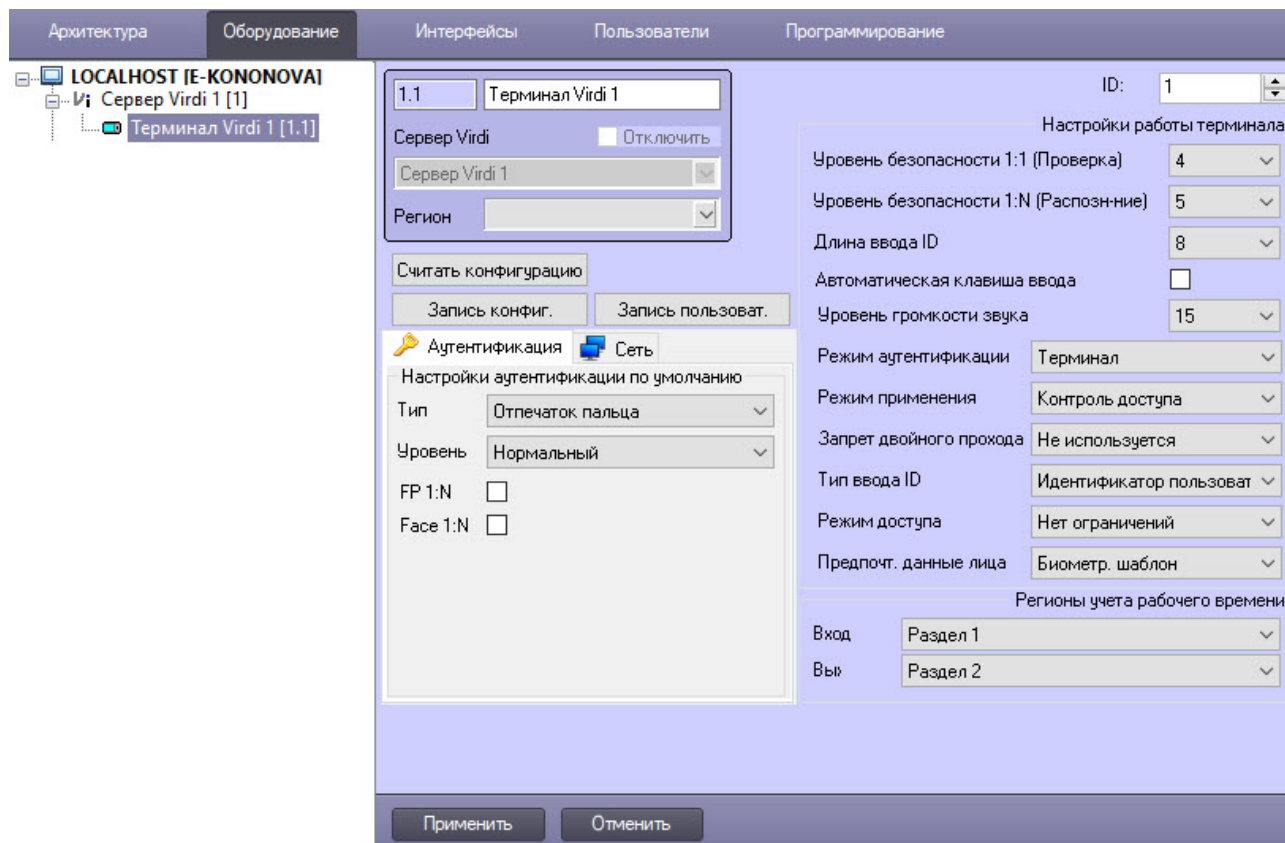 Архитектура Оборудование Интерфейсы Пользователи Программирование
LOCALHOST [E-KONONOVA]
Сервер Virdi 1 [1]
Терминал Virdi 1 [1.1]
1.1 Терминал Virdi 1
Сервер Virdi Отключить
Сервер Virdi 1
Регион
Считать конфигурацию
Запись конфиг. Запись пользоват.
Аутентификация Сеть
Настройки аутентификации по умолчанию
Тип Отпечаток пальца
Уровень Нормальный
FP 1:N
Face 1:N
ID: 1
Настройки работы терминала
Уровень безопасности 1:1 (Проверка) 4
Уровень безопасности 1:N (Распозн-ние) 5
Длина ввода ID 8
Автоматическая клавиша ввода
Уровень громкости звука 15
Режим аутентификации Терминал
Режим применения Контроль доступа
Запрет двойного прохода Не используется
Тип ввода ID Идентификатор пользоват
Режим доступа Нет ограничений
Предпочт. данные лица Биометр. шаблон
Регионы учета рабочего времени
Вход Раздел 1
Вых Раздел 2
Применить Отменить